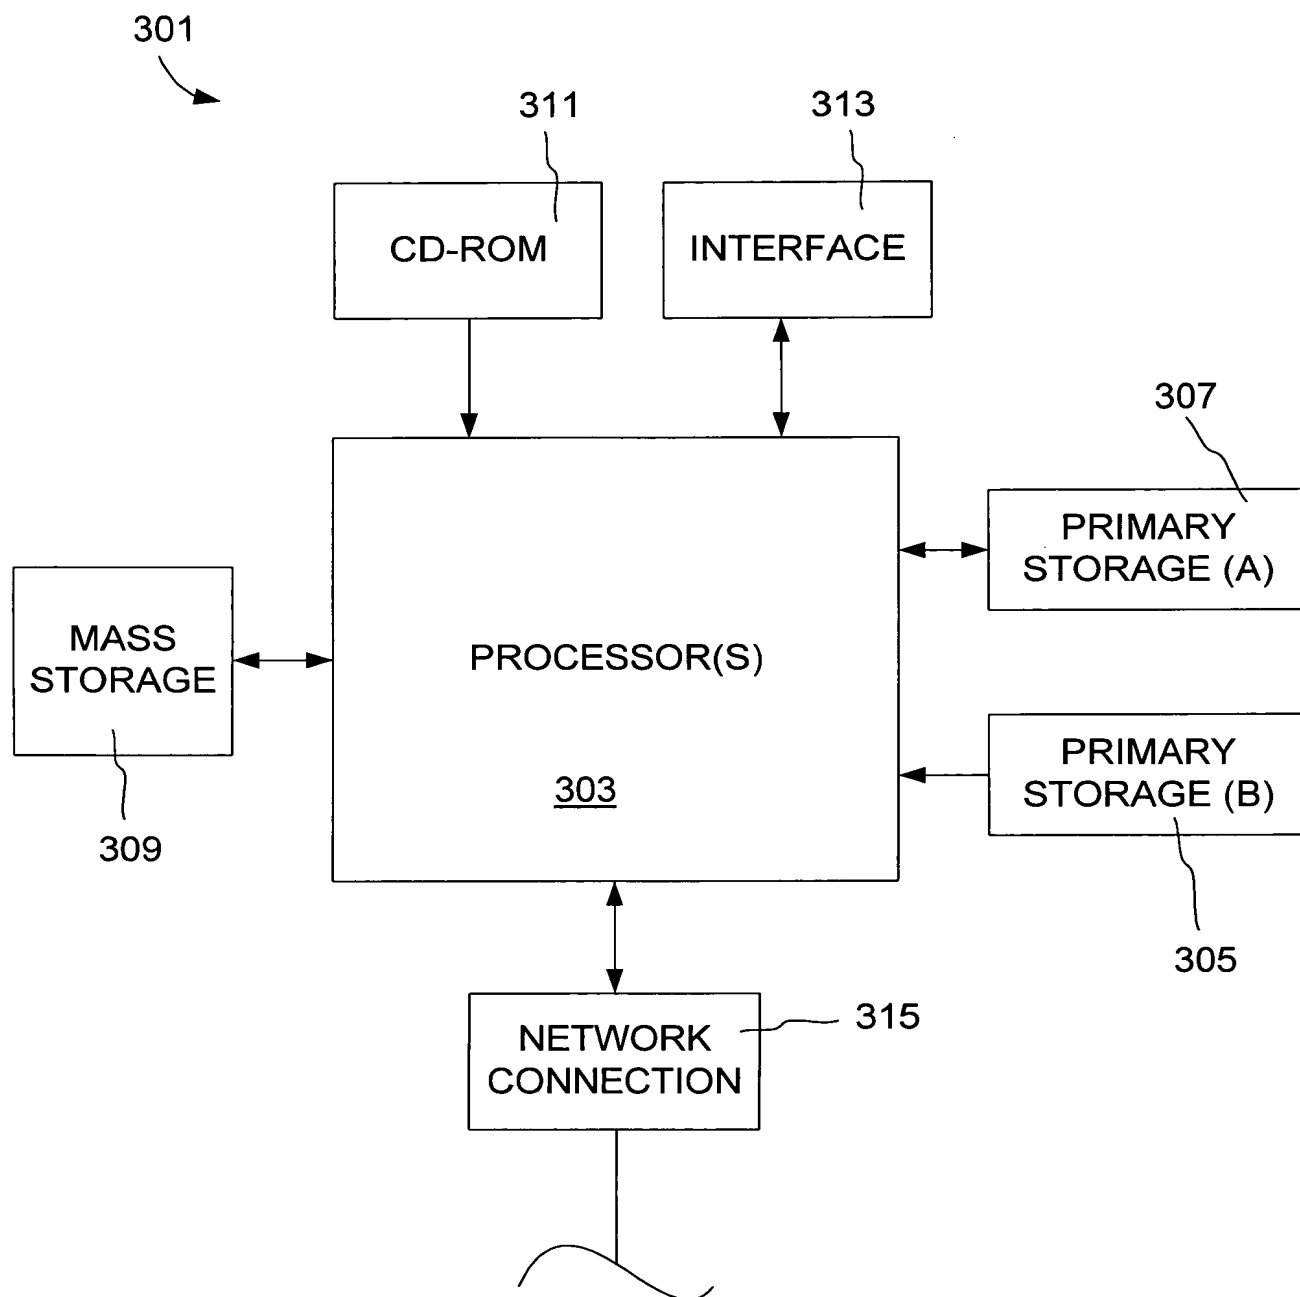 301
311
313
CD-ROM
INTERFACE
307
PRIMARY
STORAGE (A)
MASS
STORAGE
PROCESSOR(S)
PRIMARY
STORAGE (B)
303
309
305
315
NETWORK
CONNECTION